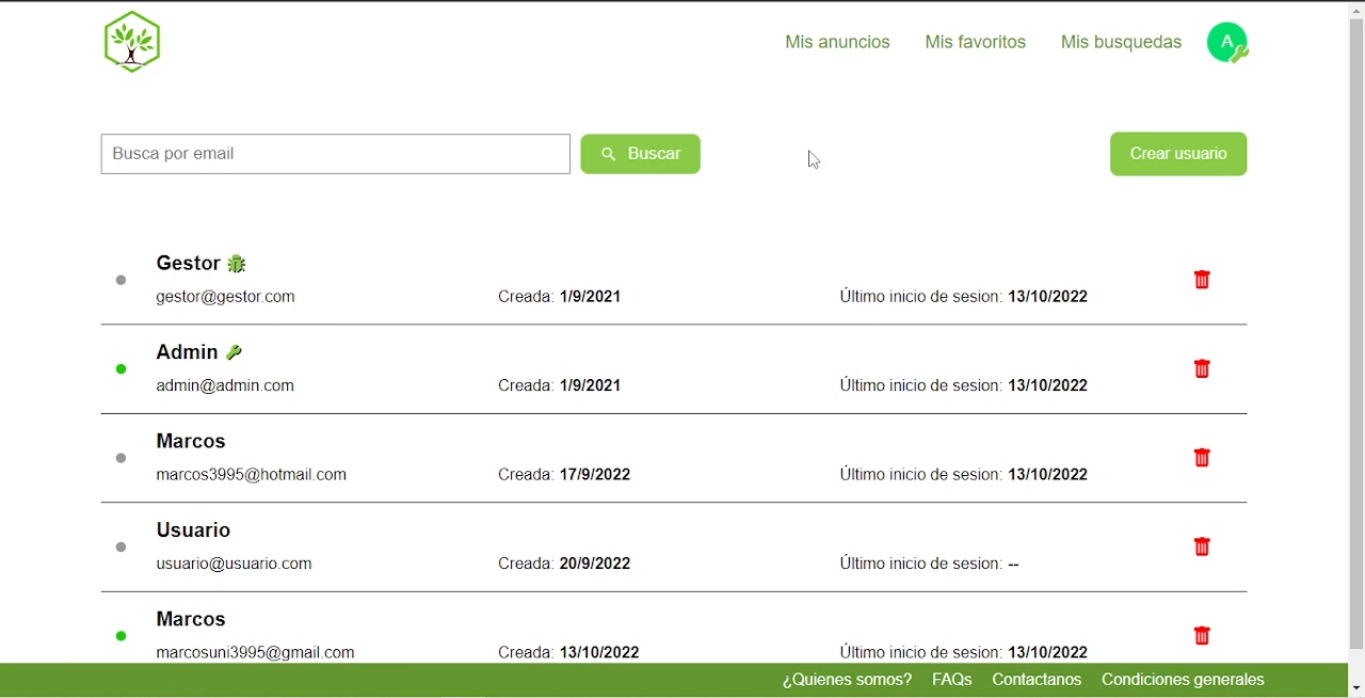 Mis anuncios Mis favoritos Mis busquedas A
Busca por email Buscar Crear usuario
Gestor
gestor@gestor.com Creada: 1/9/2021 Último inicio de sesion: 13/10/2022
Admin
admin@admin.com Creada: 1/9/2021 Último inicio de sesion: 13/10/2022
Marcos
marcos3995@hotmail.com Creada: 17/9/2022 Último inicio de sesion: 13/10/2022
Usuario
usuario@usuario.com Creada: 20/9/2022 Último inicio de sesion: --
Marcos
marcosuni3995@gmail.com Creada: 13/10/2022 Último inicio de sesion: 13/10/2022
¿Quienes somos? FAQs Contactanos Condiciones generales